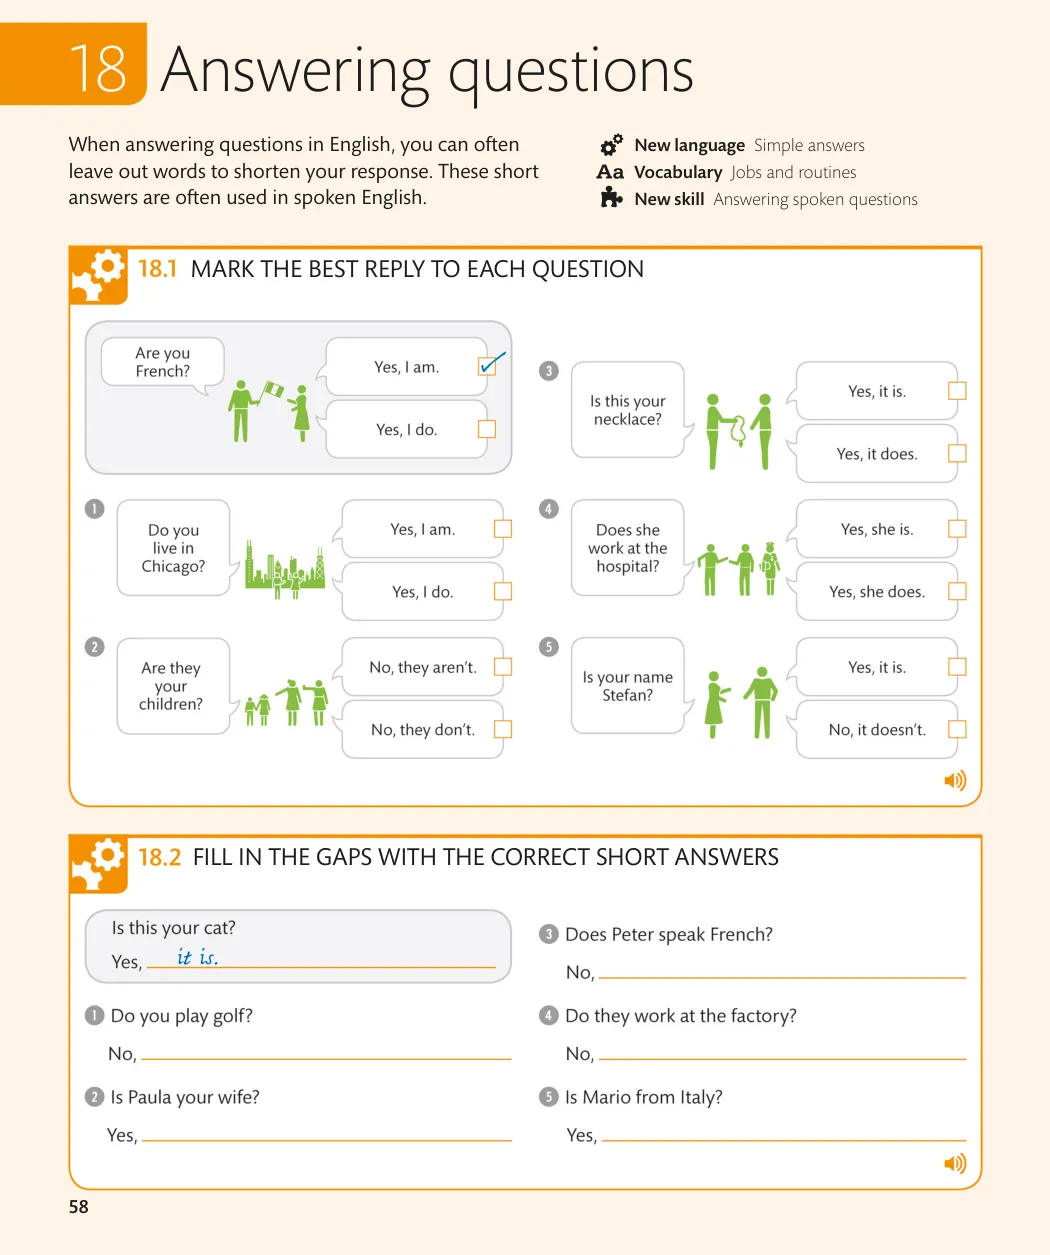 18 Answering questions
When answering questions in English, you can often
leave out words to shorten your response. These short
answers are often used in spoken English.
New language Simple answers
Aa Vocabulary Jobs and routines
New skill Answering spoken questions
18.1 MARK THE BEST REPLY TO EACH QUESTION
Are you
French?
Yes, I am.
Yes, I do.
1
Do you
live in
Chicago?
Yes, I am.
Yes, I do.
2
Are they
your
children?
No, they aren't.
No, they don't.
3
Is this your
necklace?
Yes, it is.
Yes, it does.
4
Does she
work at the
hospital?
Yes, she is.
Yes, she does.
5
Is your name
Stefan?
Yes, it is.
No, it doesn't.
18.2 FILL IN THE GAPS WITH THE CORRECT SHORT ANSWERS
Is this your cat?
Yes, it is.
1 Do you play golf?
No,
2 Is Paula your wife?
Yes,
3 Does Peter speak French?
No,
4 Do they work at the factory?
No,
5 Is Mario from Italy?
Yes,
58